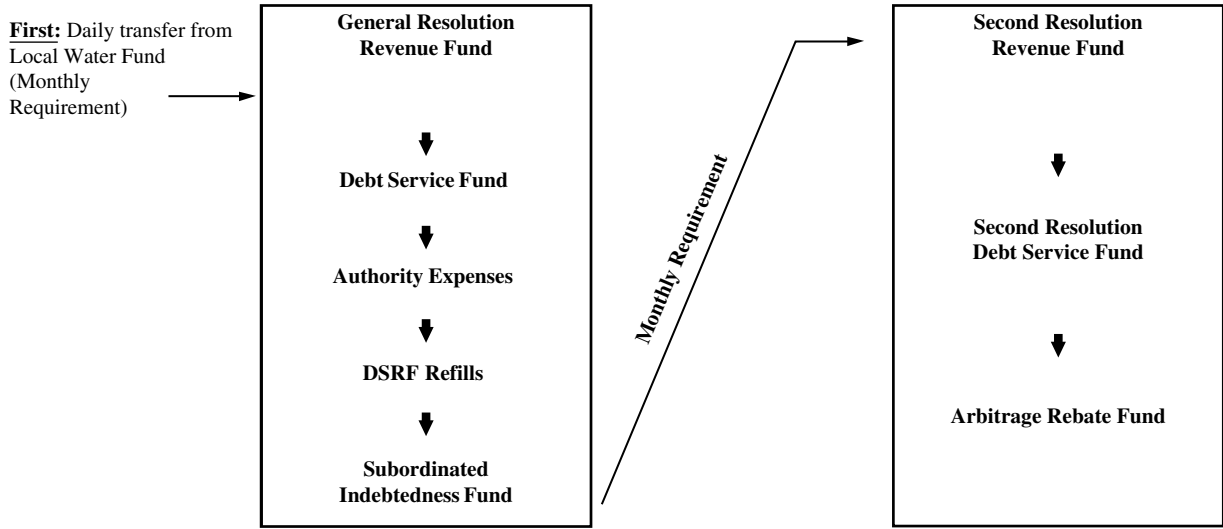 First: Daily transfer from
Local Water Fund
(Monthly
Requirement)
General Resolution
Revenue Fund
Debt Service Fund
Authority Expenses
DSRF Refills
Subordinated
Indebtedness Fund
Monthly Requirement
Second Resolution
Revenue Fund
Second Resolution
Debt Service Fund
Arbitrage Rebate Fund